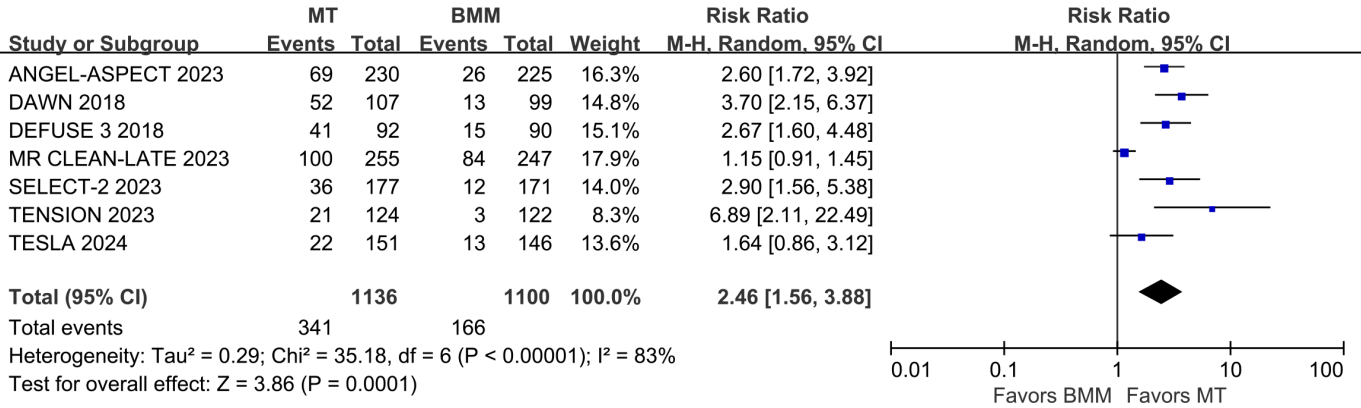 MT BMM Risk Ratio Risk Ratio
Study or Subgroup Events Total Events Total Weight M-H, Random, 95% CI M-H, Random, 95% CI
ANGEL-ASPECT 2023 69 230 26 225 16.3% 2.60 [1.72, 3.92]
DAWN 2018 52 107 13 99 14.8% 3.70 [2.15, 6.37]
DEFUSE 3 2018 41 92 15 90 15.1% 2.67 [1.60, 4.48]
MR CLEAN-LATE 2023 100 255 84 247 17.9% 1.15 [0.91, 1.45]
SELECT-2 2023 36 177 12 171 14.0% 2.90 [1.56, 5.38]
TENSION 2023 21 124 3 122 8.3% 6.89 [2.11, 22.49]
TESLA 2024 22 151 13 146 13.6% 1.64 [0.86, 3.12]
Total (95% CI) 1136 1100 100.0% 2.46 [1.56, 3.88]
Total events 341 166
Heterogeneity: Tau² = 0.29; Chi² = 35.18, df = 6 (P < 0.00001); I² = 83%
Test for overall effect: Z = 3.86 (P = 0.0001)
0.01 0.1 1 10 100
Favors BMM Favors MT